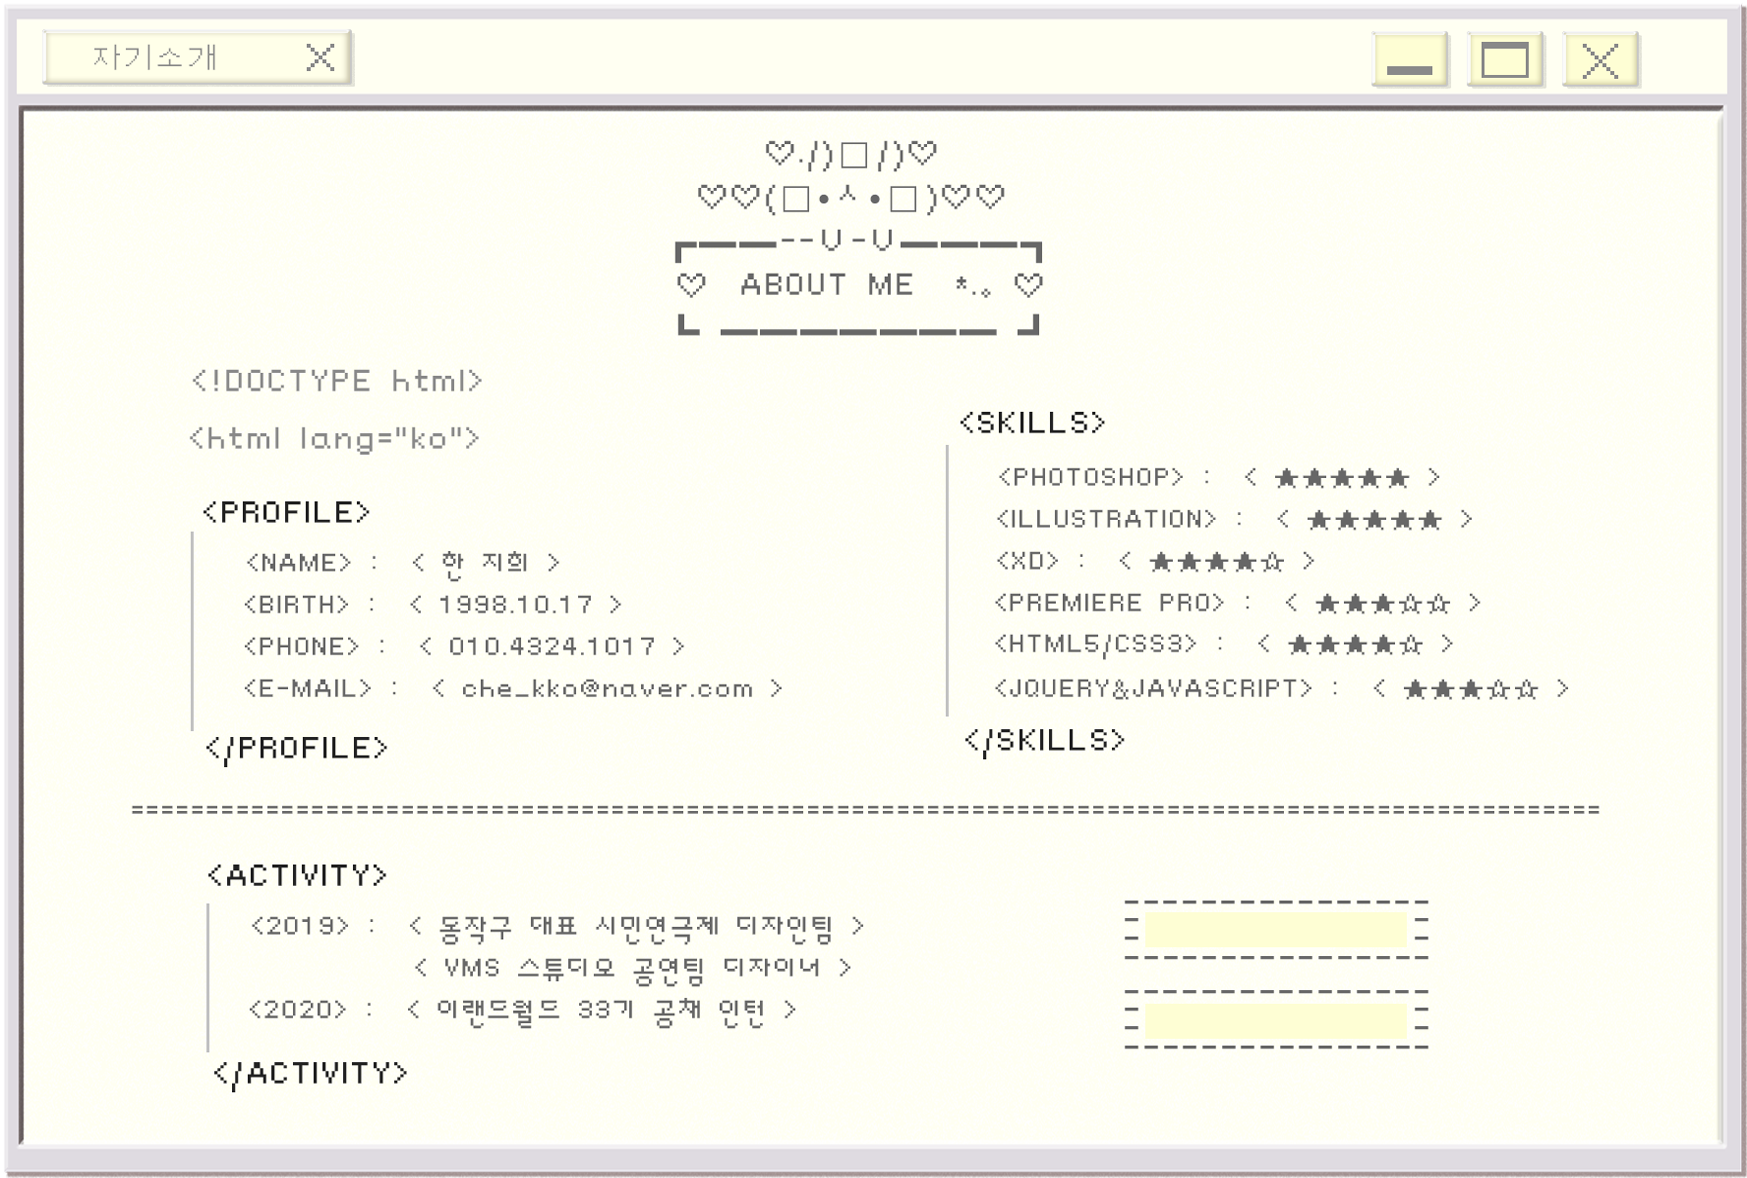 자기소개
♡./)□/)♡
♡♡(□•ㅅ•□)♡♡
┏━━━--U-U━━━━┓
♡ ABOUT ME *.。♡
┗ ━━━━━━━ ┛
<!DOCTYPE html>
<html lang="ko">
<PROFILE>
<NAME> : < 한 지희 >
<BIRTH> : < 1998.10.17 >
<PHONE> : < 010.4324.1017 >
<E-MAIL> : < che_kko@naver.com >
</PROFILE>
<SKILLS>
<PHOTOSHOP> : < ★★★★★ >
<ILLUSTRATION> : < ★★★★★ >
<XD> : < ★★★★☆ >
<PREMIERE PRO> : < ★★★☆☆ >
<HTML5/CSS3> : < ★★★★☆ >
<JQUERY&JAVASCRIPT> : < ★★★☆☆ >
</SKILLS>
<ACTIVITY>
<2019> : < 동작구 대표 시민연극제 디자인팀 >
< VMS 스튜디오 공연팀 디자이너 >
<2020> : < 이랜드월드 33기 공채 인턴 >
</ACTIVITY>